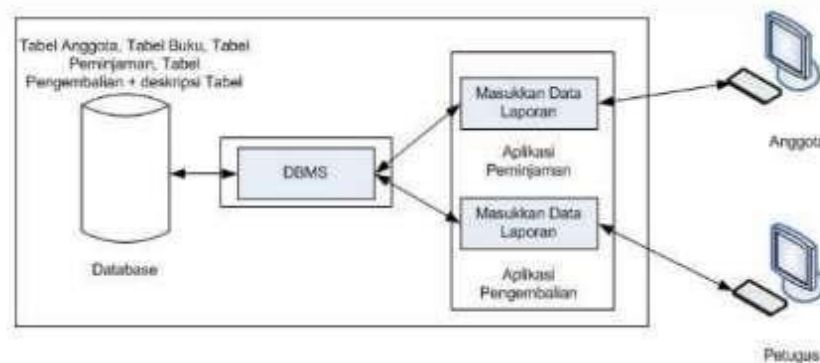 Tabel Anggota, Tabel Buku, Tabel
Peminjaman, Tabel
Pengembalian + deskripsi Tabel
Database
DBMS
Masukkan Data
Laporan
Aplikasi
Peminjaman
Masukkan Data
Laporan
Aplikasi
Pengembalian
Anggota
Petugas